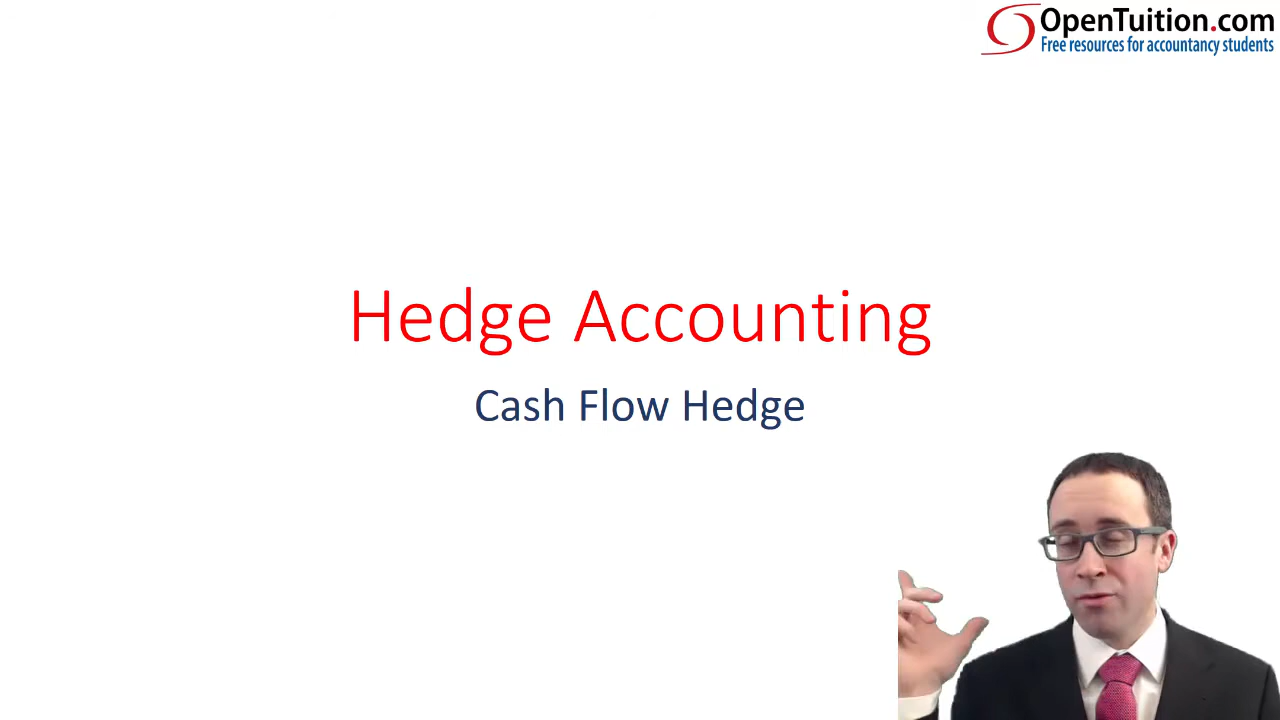 OpenTuition.com
Free resources for accountancy students
Hedge Accounting
Cash Flow Hedge